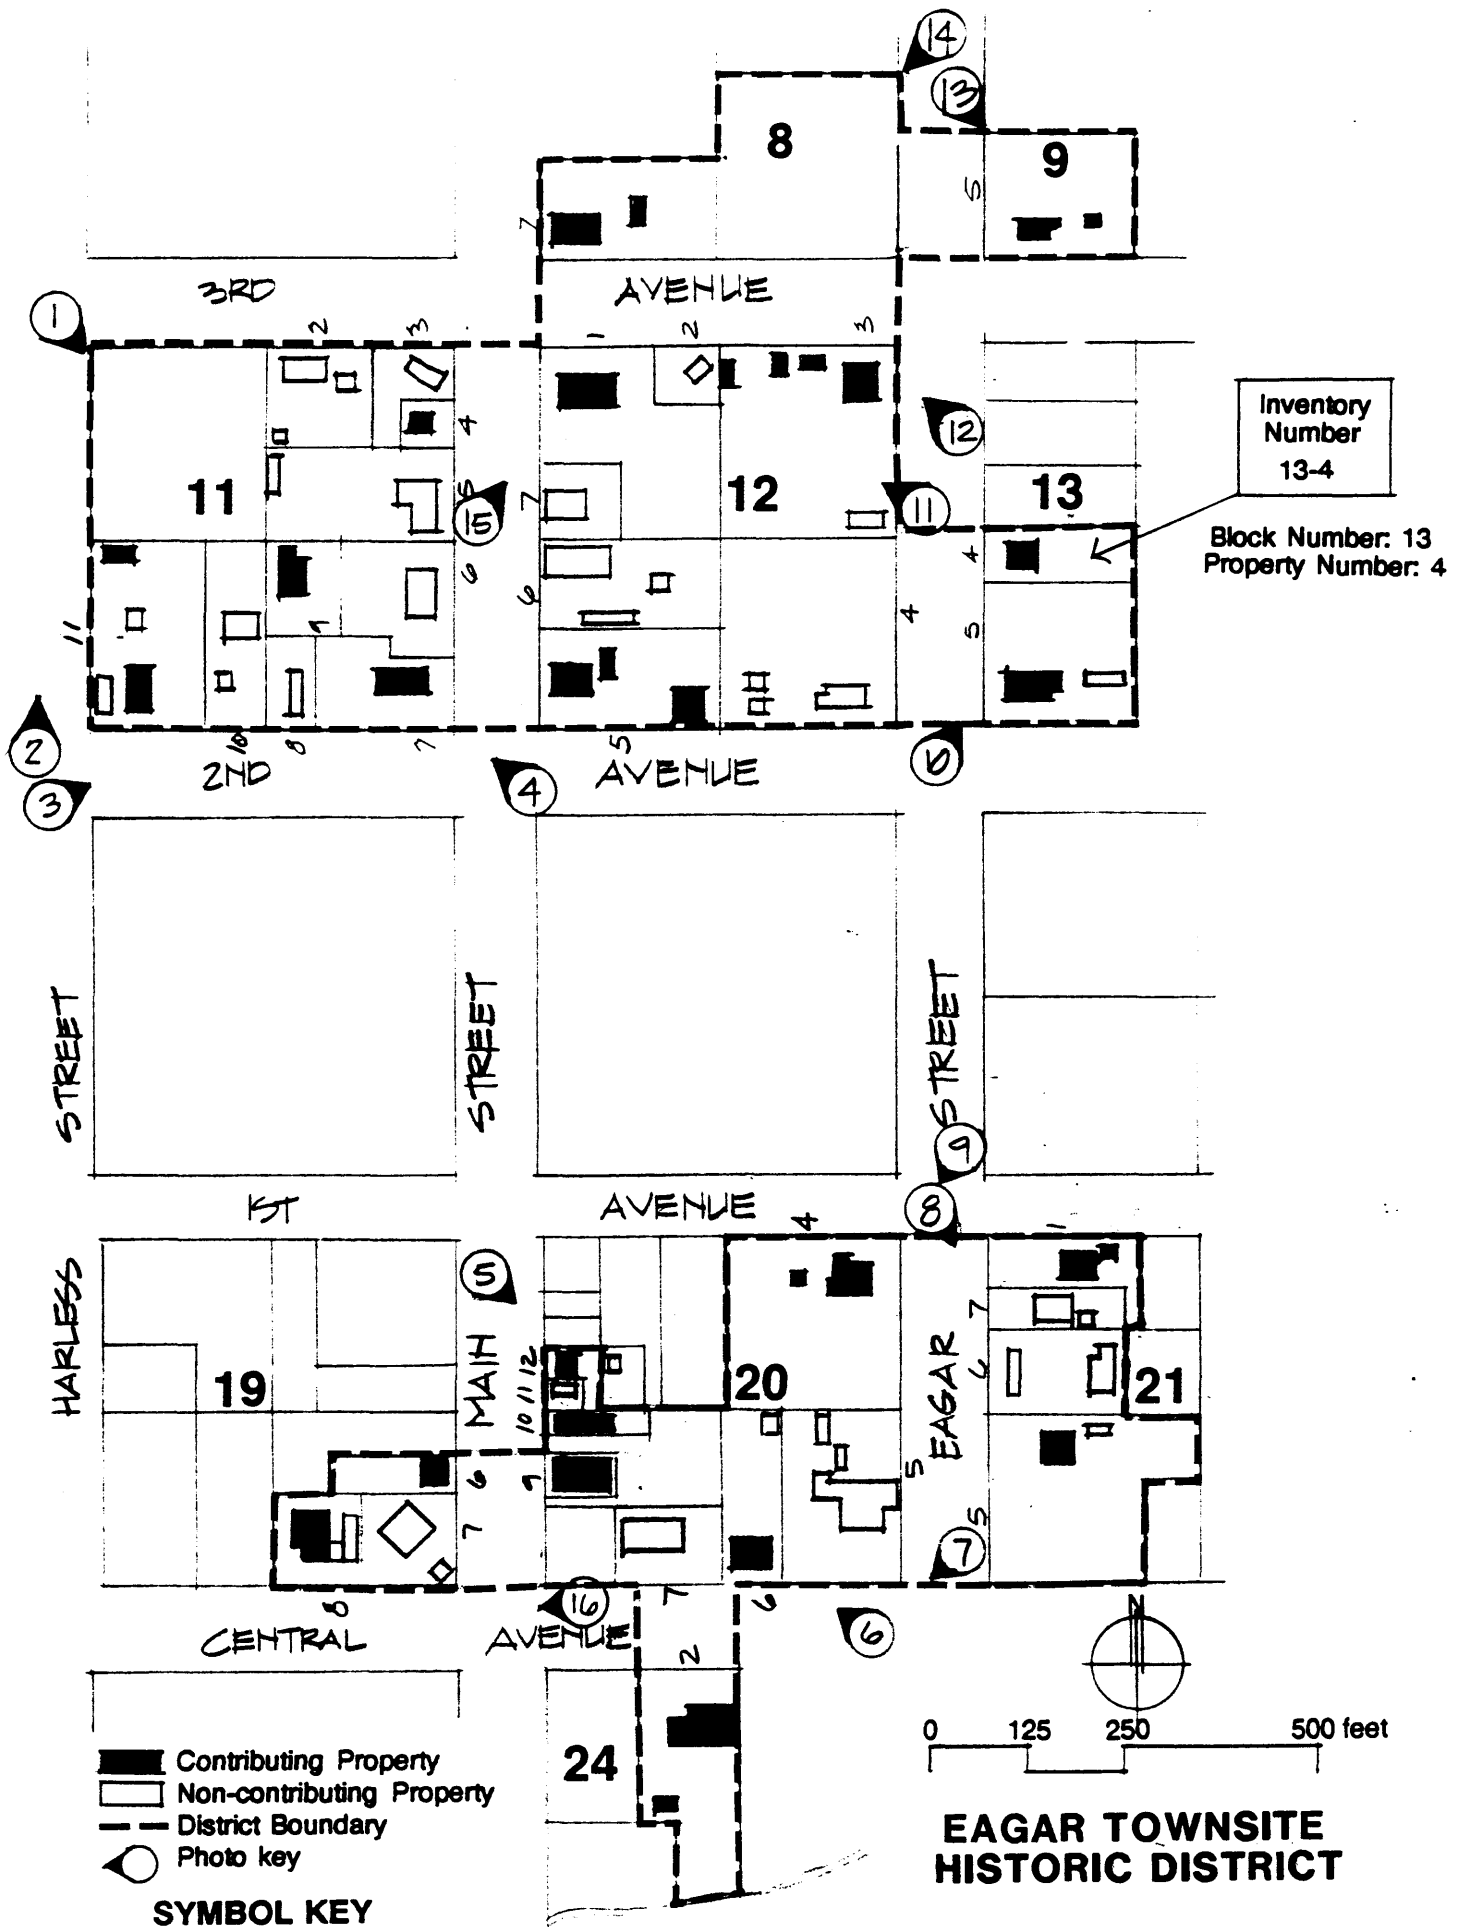 14
13
8
9
5
7
3RD
AVENUE
1
2
3
1
2
3
4
12
Inventory
Number
13-4
11
5
15
7
12
11
13
Block Number: 13
Property Number: 4
6
6
4
4
5
11
9
2
10
8
7
5
10
2ND
AVENUE
3
4
STREET
STREET
STREET
9
1ST
AVENUE
4
8
1
5
7
HARLESS
MAIN
12
11
10
EAGAR
6
19
20
21
6
9
5
7
5
7
8
16
7
6
6
N
CENTRAL
AVENUE
2
24
0 125 250 500 feet
Contributing Property
Non-contributing Property
District Boundary
Photo key
SYMBOL KEY
EAGAR TOWNSITE
HISTORIC DISTRICT